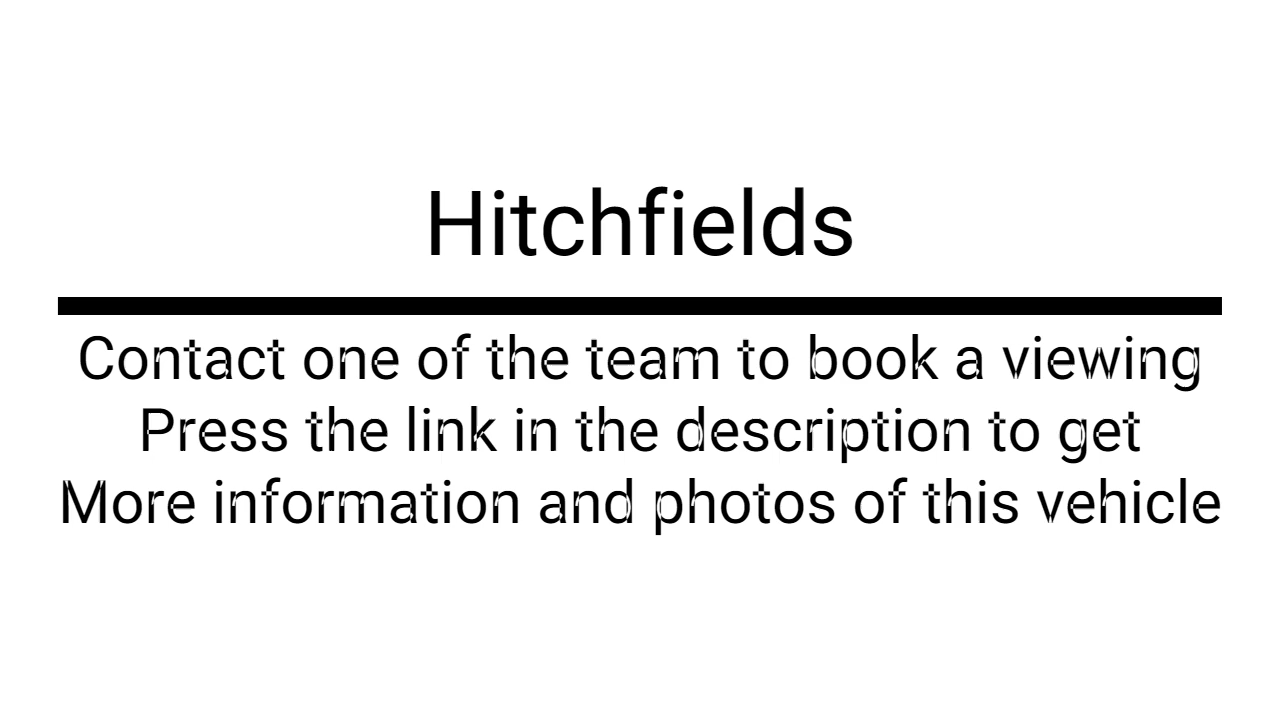 Hitchfields
Contact one of the team to book a viewing
Press the link in the description to get
More information and photos of this vehicle